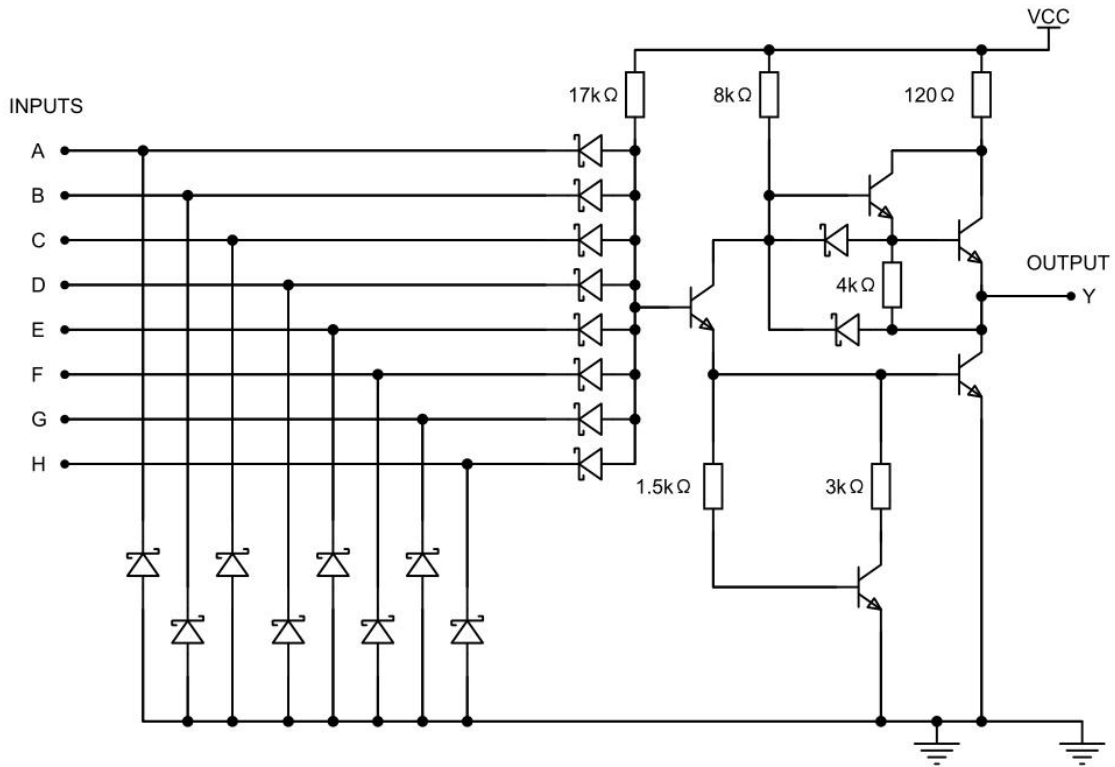 VCC
17kΩ
8kΩ
120Ω
INPUTS
A
B
C
D
E
F
G
H
4kΩ
OUTPUT
Y
1.5kΩ
3kΩ